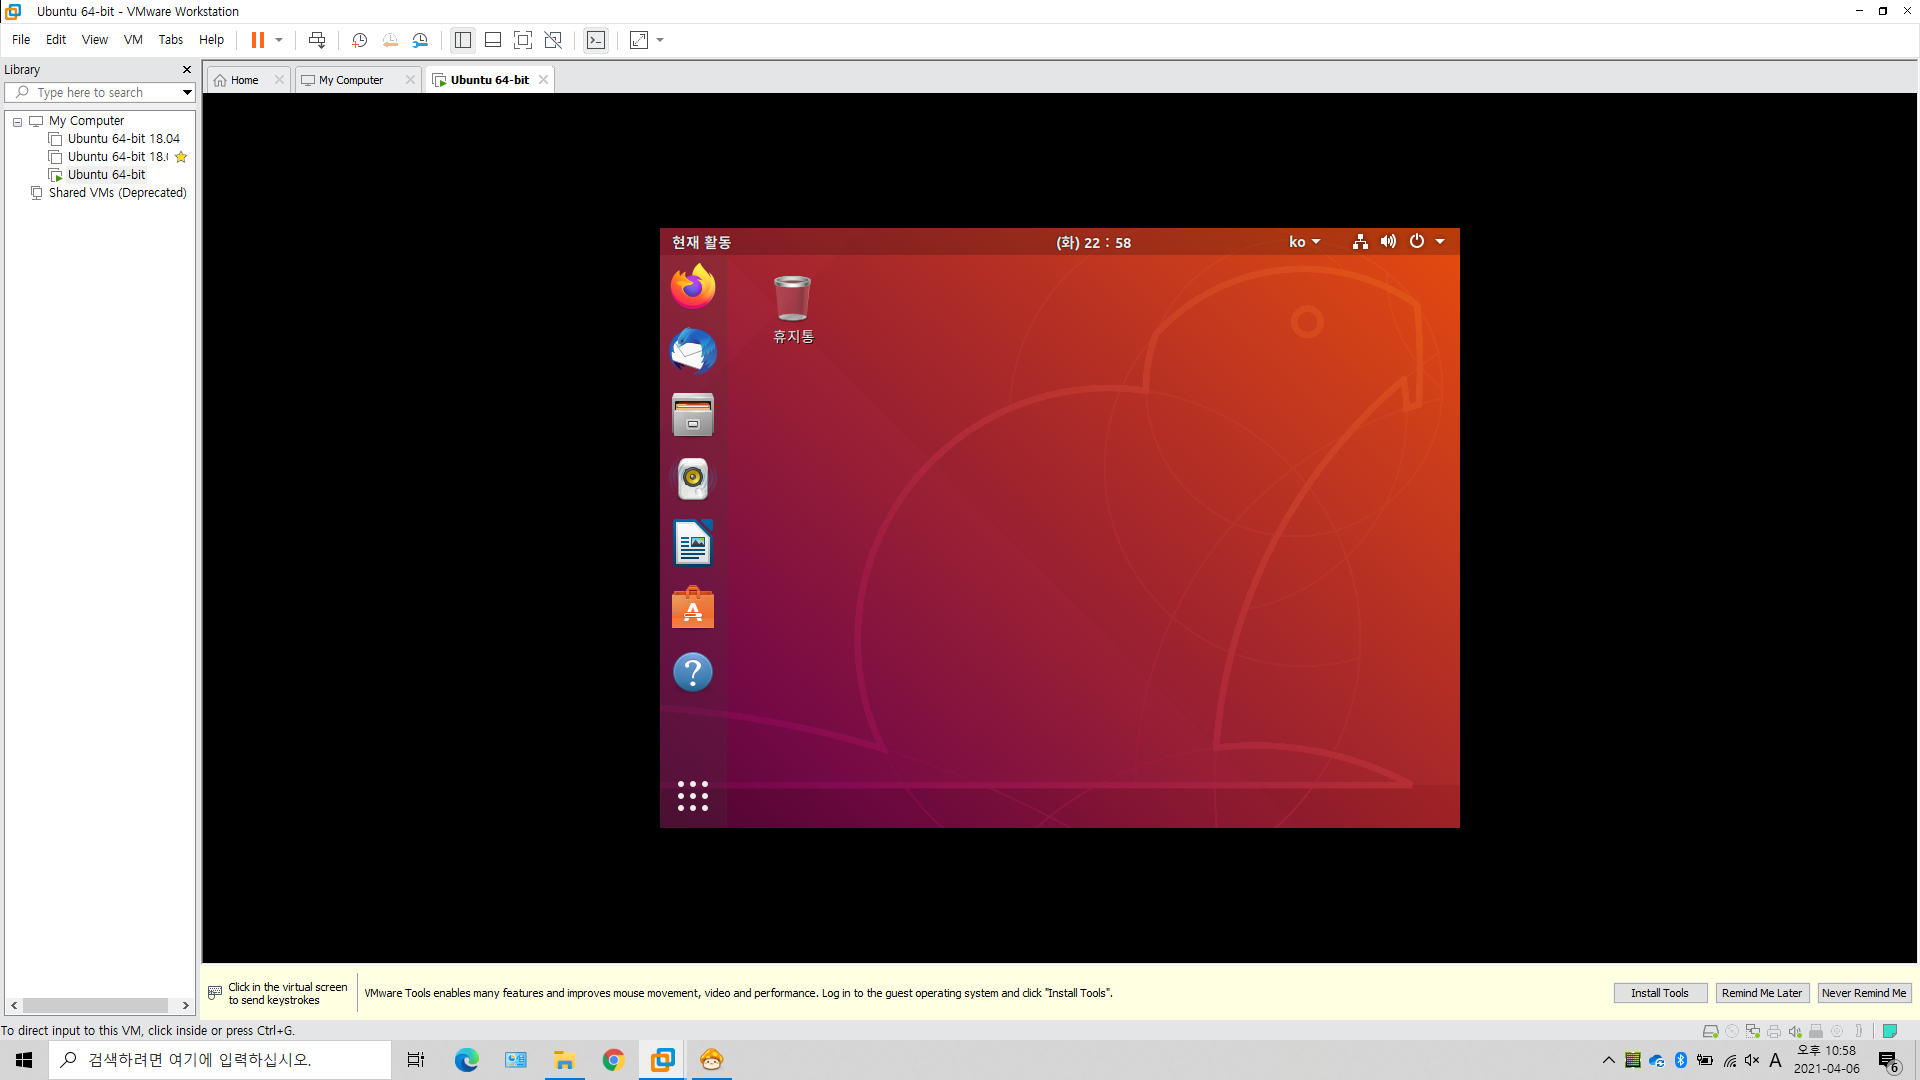 Ubuntu 64-bit - VMware Workstation
File Edit View VM Tabs Help
Library
Type here to search
My Computer
Ubuntu 64-bit 18.04
Ubuntu 64-bit 18.
Ubuntu 64-bit
Shared VMs (Deprecated)
Home
My Computer
Ubuntu 64-bit
현재 활동
(화) 22 : 58
ko
휴지통
Click in the virtual screen
to send keystrokes
VMware Tools enables many features and improves mouse movement, video and performance. Log in to the guest operating system and click "Install Tools".
Install Tools
Remind Me Later
Never Remind Me
To direct input to this VM, click inside or press Ctrl+G.
검색하려면 여기에 입력하십시오.
A
오후 10:58
2021-04-06
6